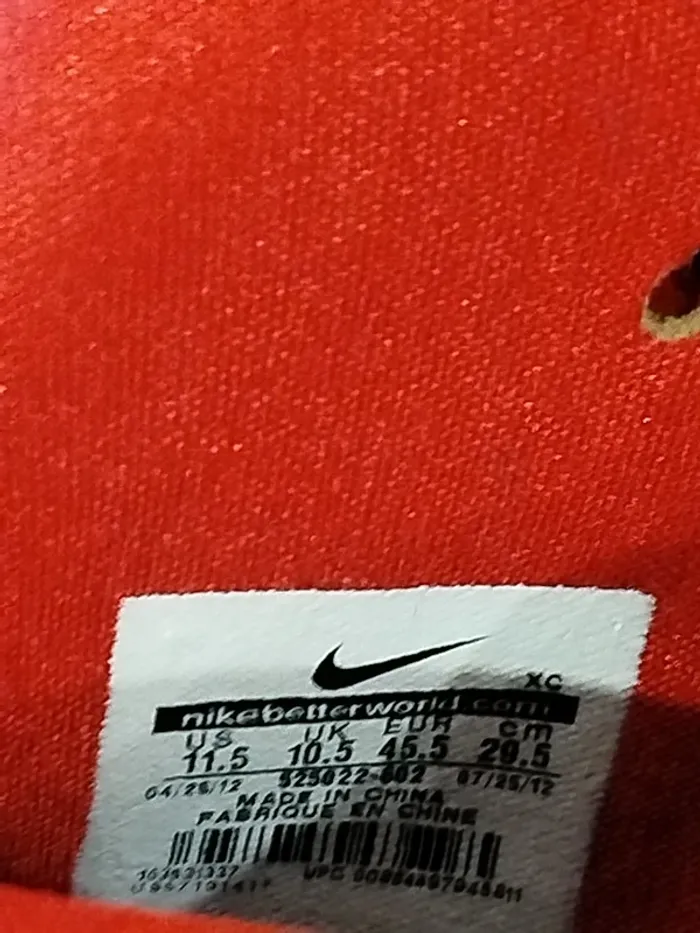 XC
nikebetterworld.com
US UK EUR cm
11.5 10.5 45.5 29.5
04/26/12 525022-602 07/25/12
MADE IN CHINA
FABRIQUE EN CHINE
UPC